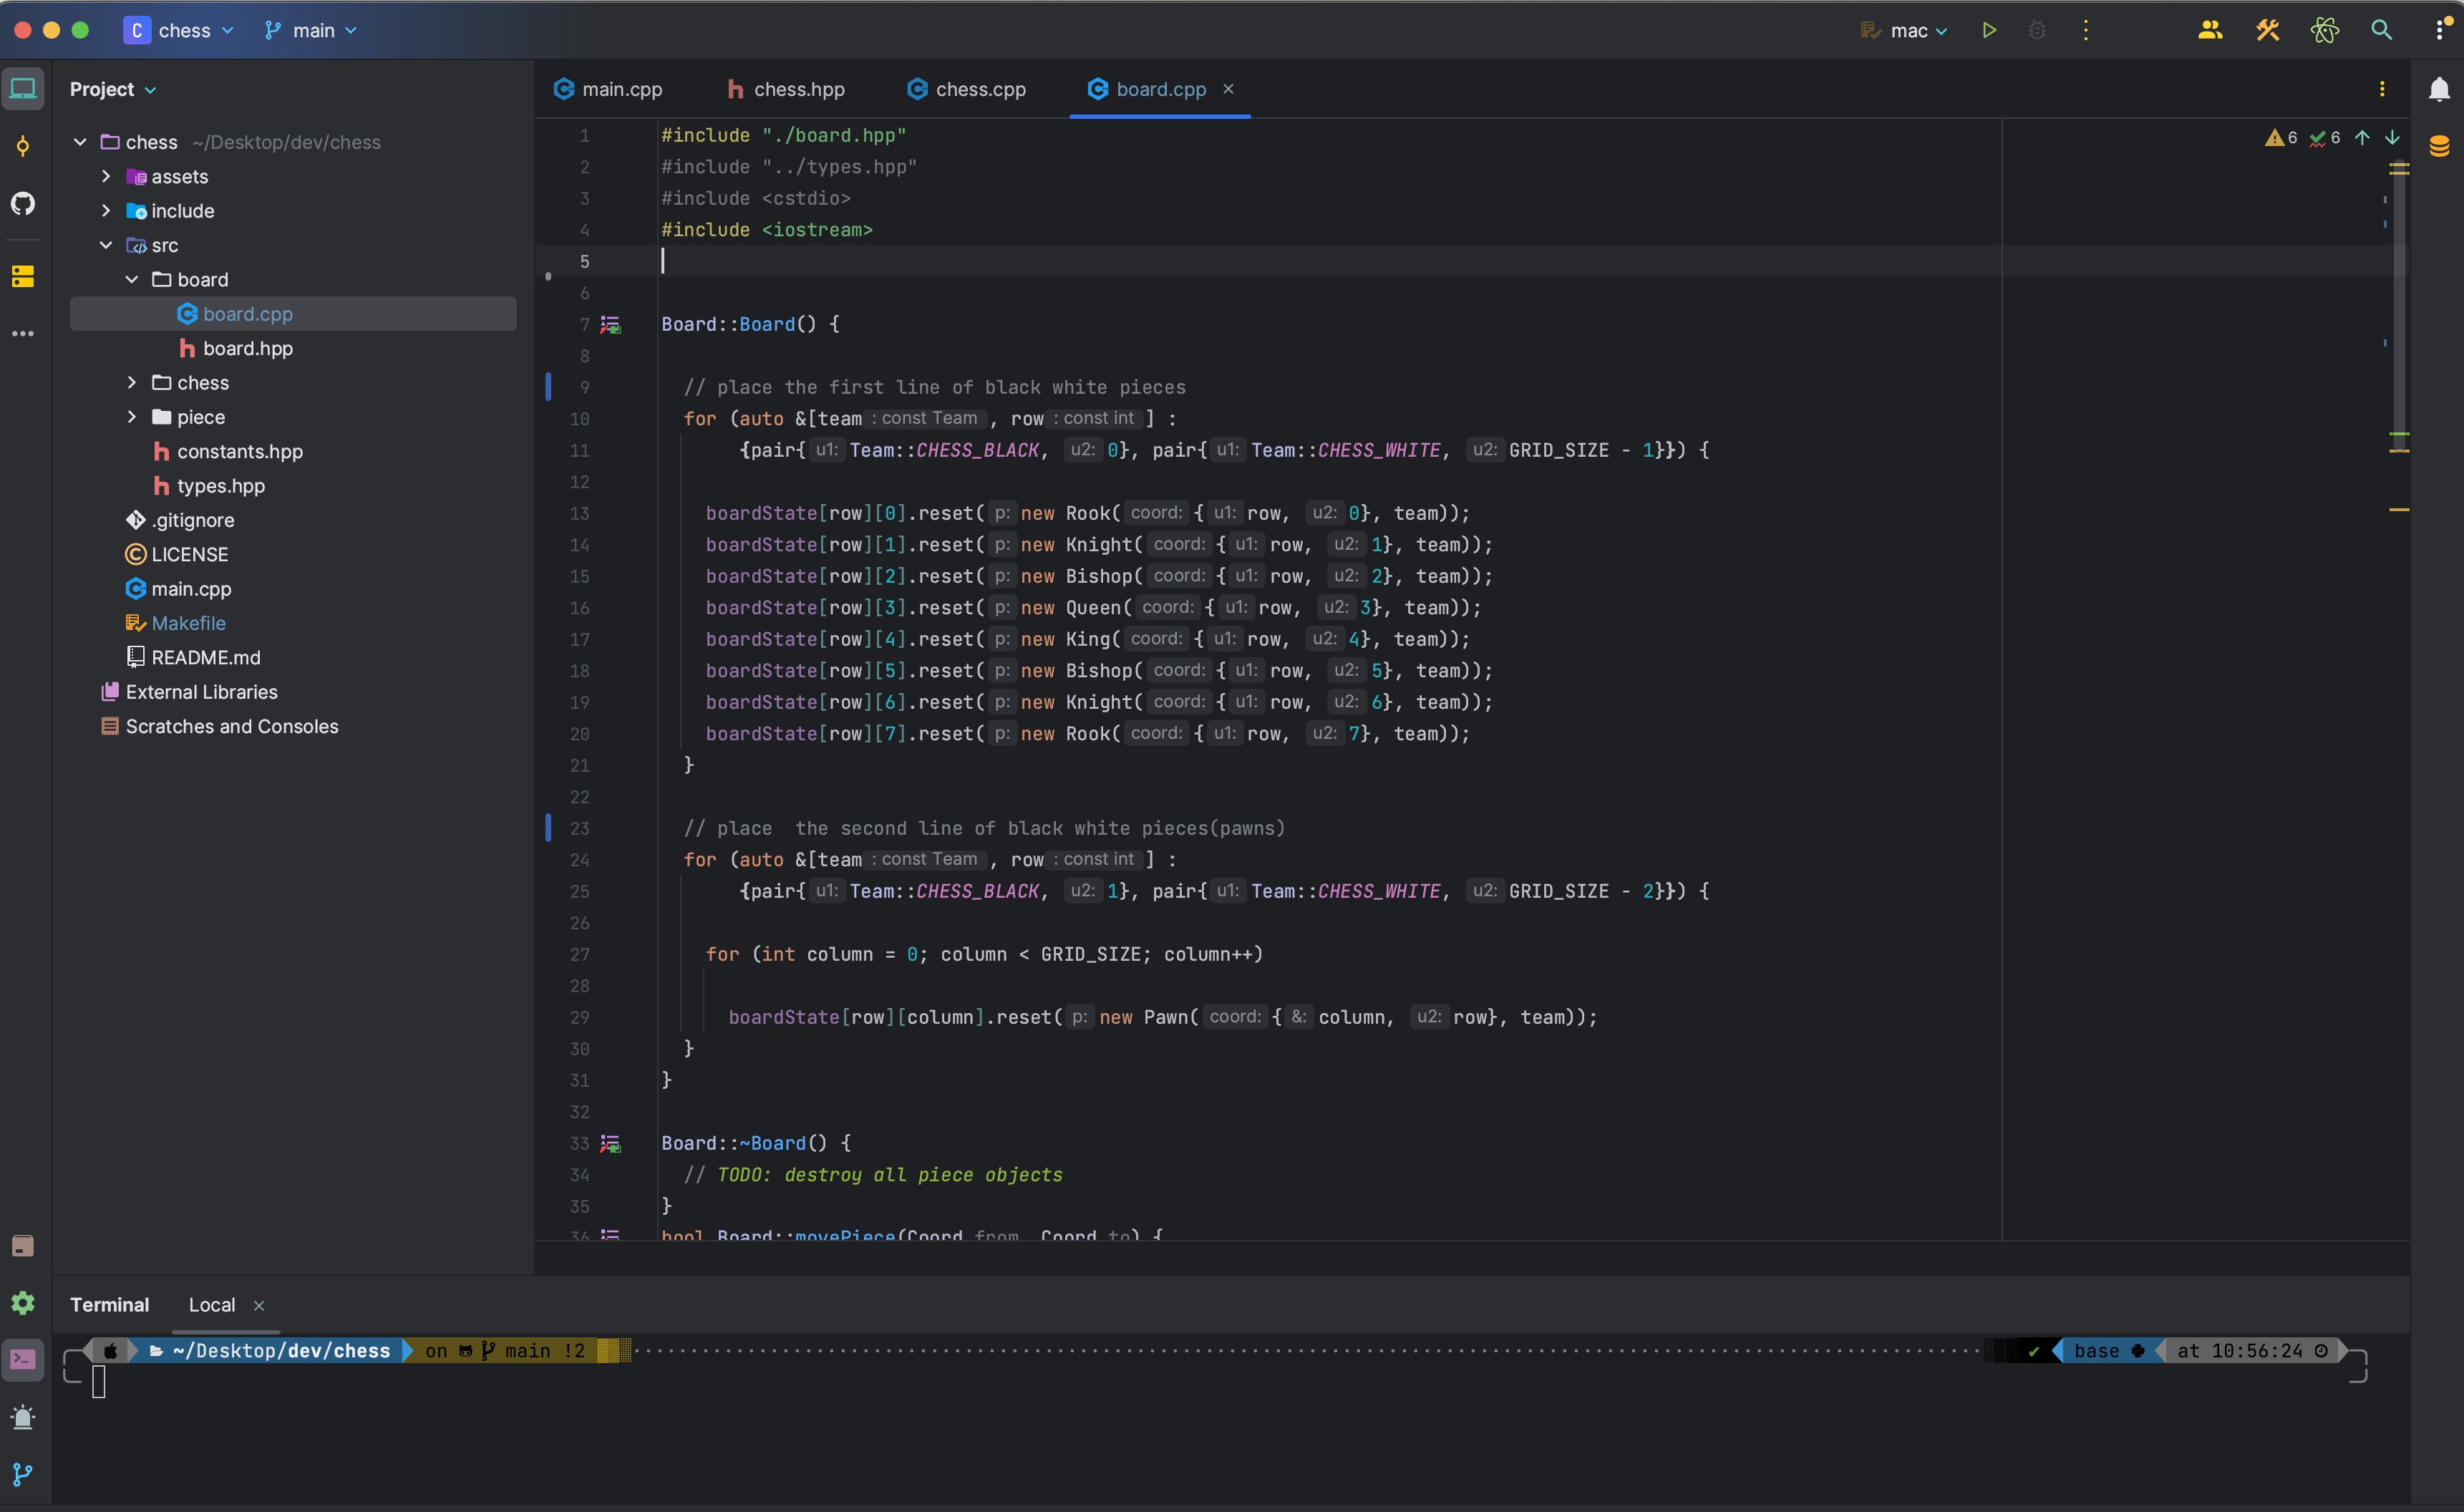 C chess main mac
Project
chess ~/Desktop/dev/chess
assets
include
src
board
board.cpp
board.hpp
chess
piece
constants.hpp
types.hpp
.gitignore
LICENSE
main.cpp
Makefile
README.md
External Libraries
Scratches and Consoles
main.cpp chess.hpp chess.cpp board.cpp
6 6
1 #include "./board.hpp"
2 #include "../types.hpp"
3 #include <cstdio>
4 #include <iostream>
5
6
7 Board::Board() {
8
9 // place the first line of black white pieces
10 for (auto &[team : const Team , row : const int ] :
11 {pair{ u1: Team::CHESS_BLACK, u2: 0}, pair{ u1: Team::CHESS_WHITE, u2: GRID_SIZE - 1}}) {
12
13 boardState[row][0].reset( p: new Rook( coord: { u1: row, u2: 0}, team));
14 boardState[row][1].reset( p: new Knight( coord: { u1: row, u2: 1}, team));
15 boardState[row][2].reset( p: new Bishop( coord: { u1: row, u2: 2}, team));
16 boardState[row][3].reset( p: new Queen( coord: { u1: row, u2: 3}, team));
17 boardState[row][4].reset( p: new King( coord: { u1: row, u2: 4}, team));
18 boardState[row][5].reset( p: new Bishop( coord: { u1: row, u2: 5}, team));
19 boardState[row][6].reset( p: new Knight( coord: { u1: row, u2: 6}, team));
20 boardState[row][7].reset( p: new Rook( coord: { u1: row, u2: 7}, team));
21 }
22
23 // place  the second line of black white pieces(pawns)
24 for (auto &[team : const Team , row : const int ] :
25 {pair{ u1: Team::CHESS_BLACK, u2: 1}, pair{ u1: Team::CHESS_WHITE, u2: GRID_SIZE - 2}}) {
26
27 for (int column = 0; column < GRID_SIZE; column++)
28
29 boardState[row][column].reset( p: new Pawn( coord: { &: column, u2: row}, team));
30 }
31 }
32
33 Board::~Board() {
34 // TODO: destroy all piece objects
35 }
36 bool Board::movePiece(Coord from, Coord to) {
Terminal Local
~/Desktop/dev/chess on main !2 base at 10:56:24